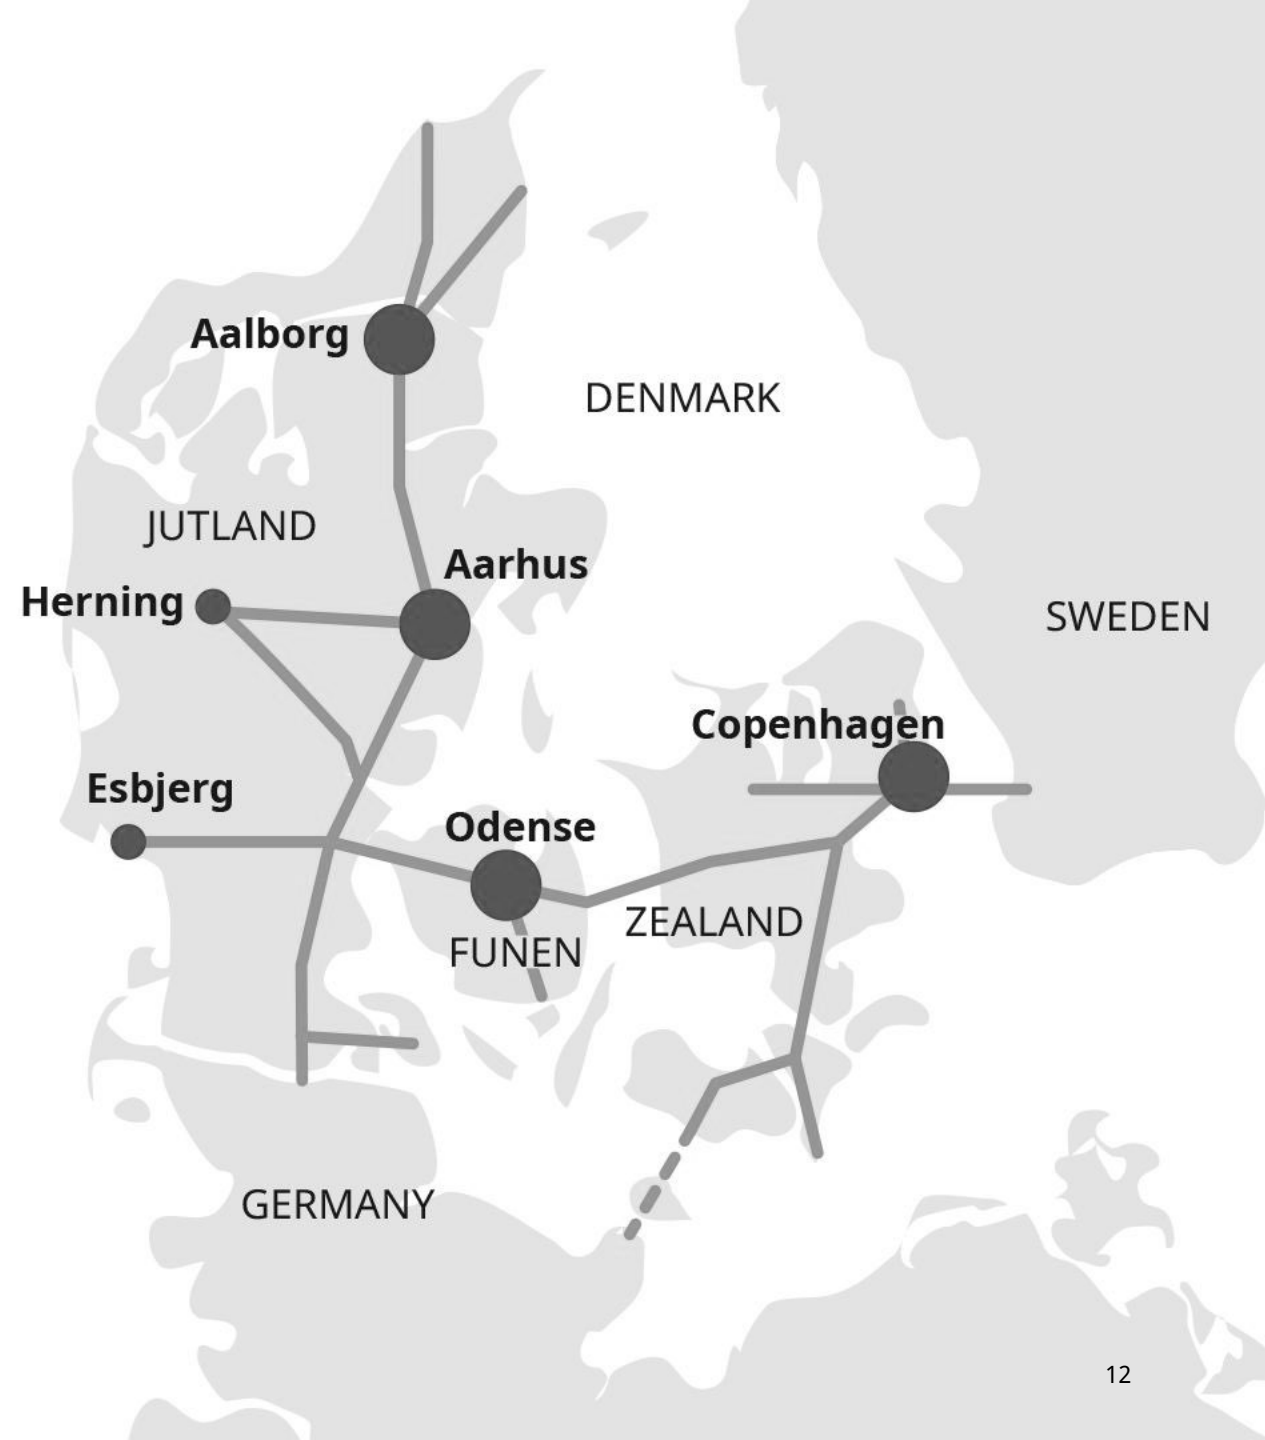 Aalborg
DENMARK
JUTLAND
Aarhus
Herning
SWEDEN
Copenhagen
Esbjerg
Odense
ZEALAND
FUNEN
GERMANY
12